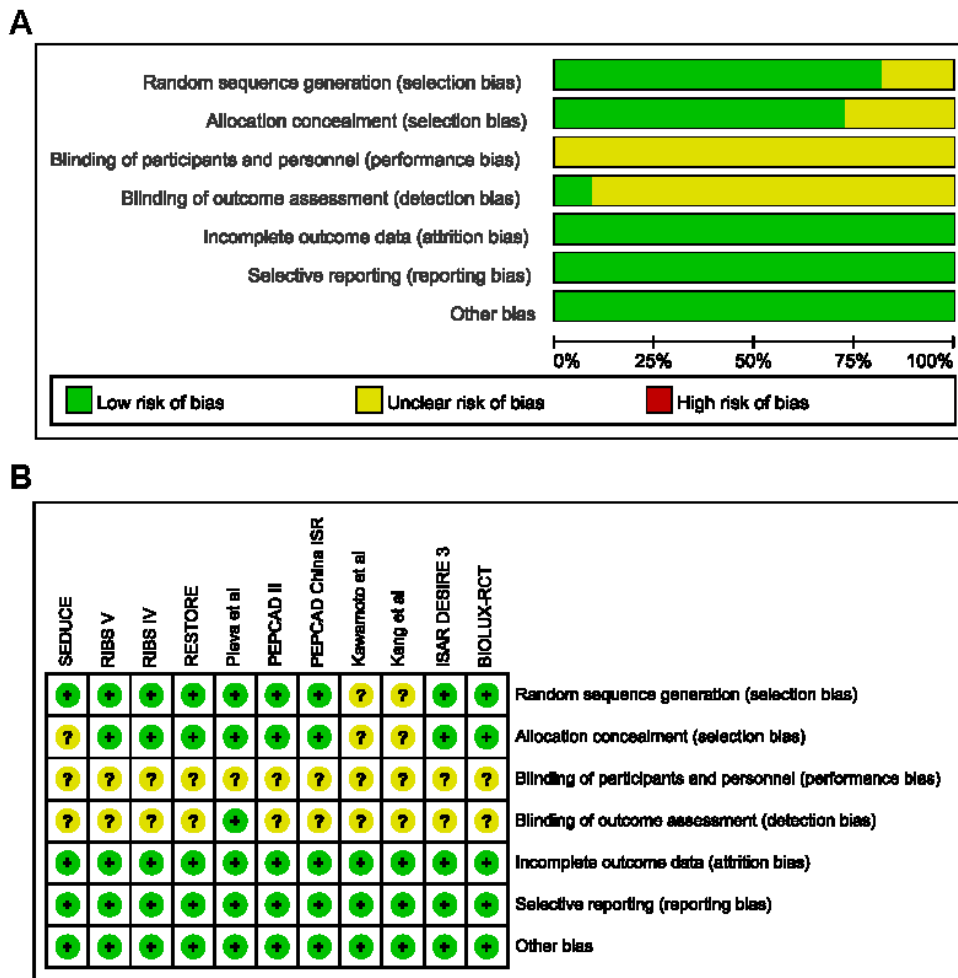 A
Random sequence generation (selection bias)
Allocation concealment (selection bias)
Blinding of participants and personnel (performance bias)
Blinding of outcome assessment (detection bias)
Incomplete outcome data (attrition bias)
Selective reporting (reporting bias)
Other bias
0% 25% 50% 75% 100%
Low risk of bias Unclear risk of bias High risk of bias
B
SEDUCE
RIBS V
RIBS IV
RESTORE
Pleva et al
PEPCAD II
PEPCAD China ISR
Kawamoto et al
Kang et al
ISAR DESIRE 3
BIOLUX-RCT
+ + + + + + + ? ? + + Random sequence generation (selection bias)
? + + + + + + ? ? + + Allocation concealment (selection bias)
? ? ? ? ? ? ? ? ? ? ? Blinding of participants and personnel (performance bias)
? ? ? ? + ? ? ? ? ? ? Blinding of outcome assessment (detection bias)
+ + + + + + + + + + + Incomplete outcome data (attrition bias)
+ + + + + + + + + + + Selective reporting (reporting bias)
+ + + + + + + + + + + Other bias